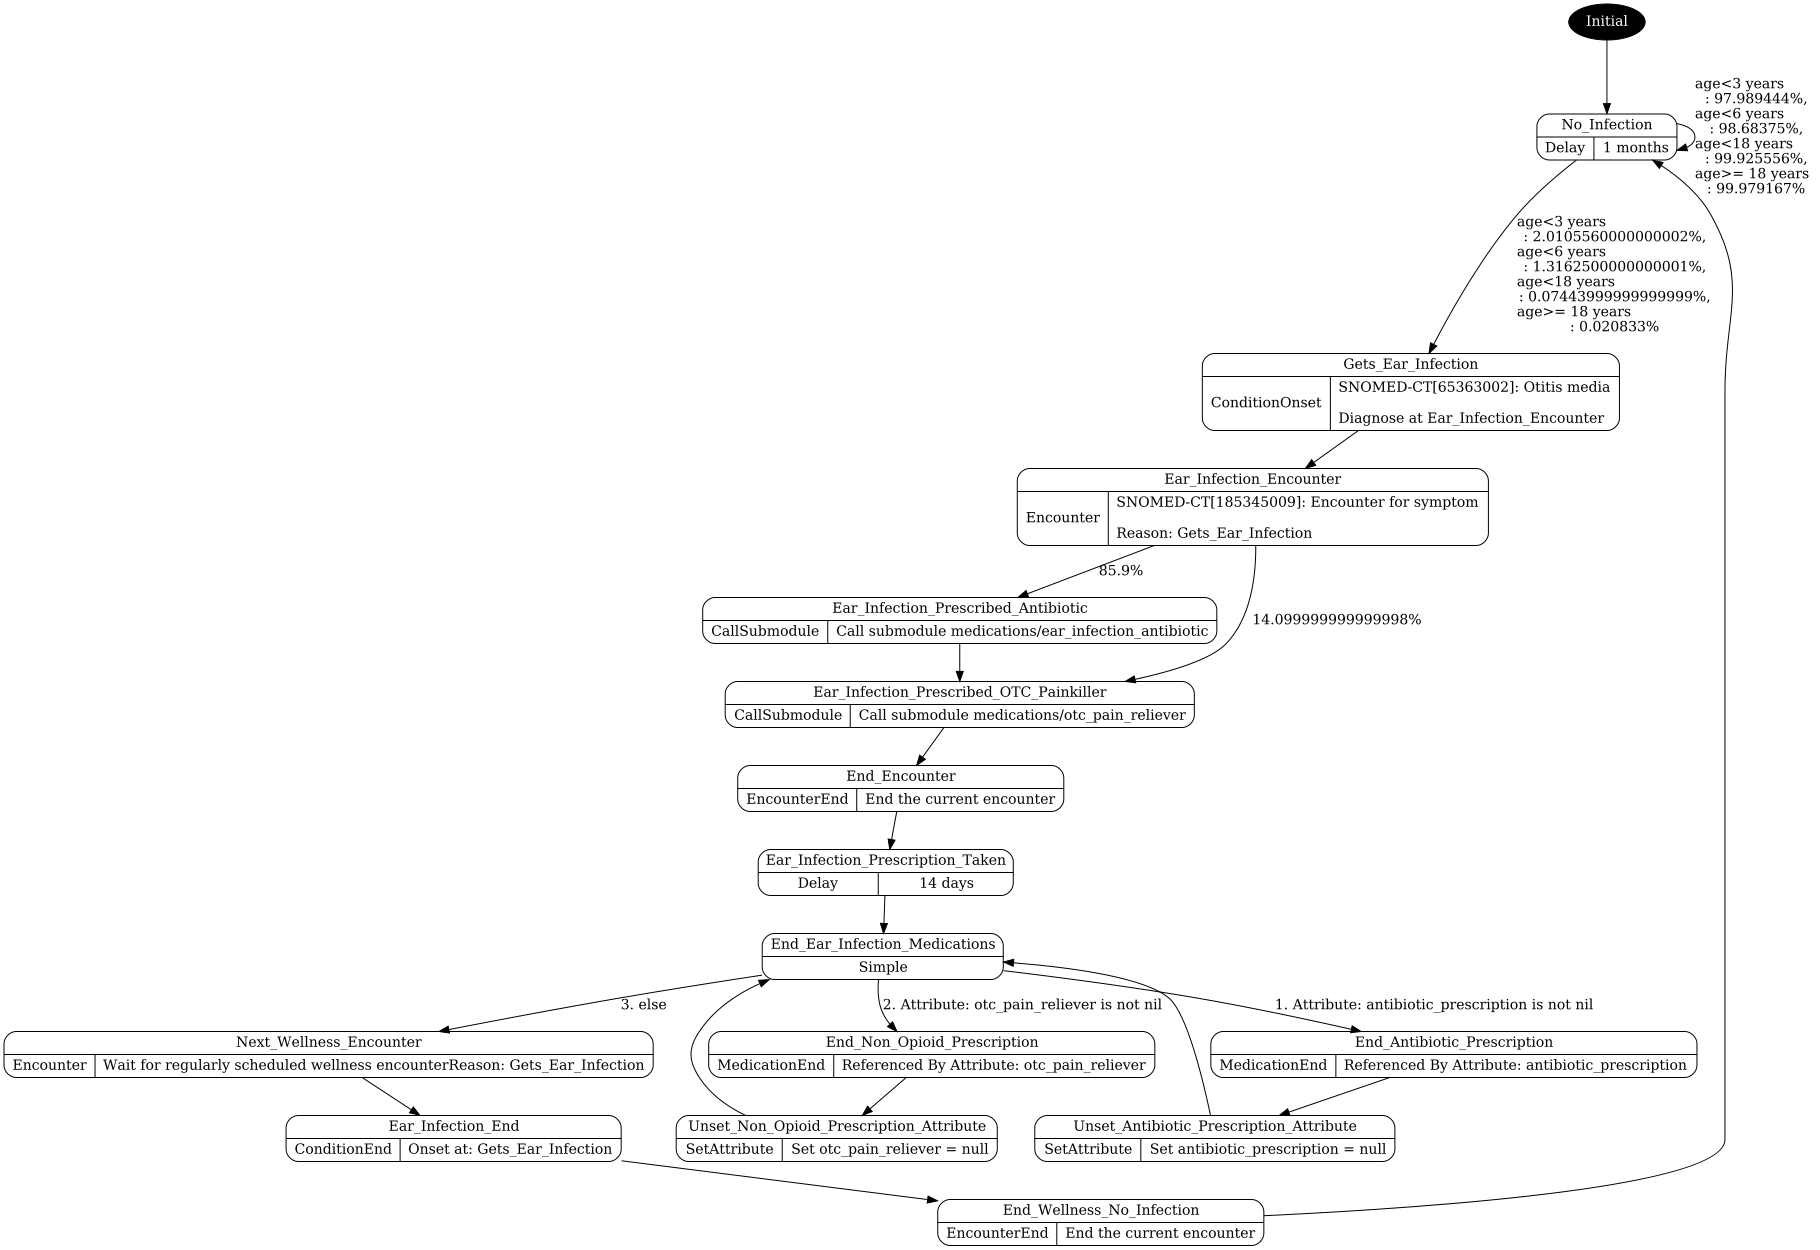 Initial
age<3 years
: 97.989444%,
age<6 years
: 98.68375%,
age<18 years
: 99.925556%,
age>= 18 years
: 99.979167%
No_Infection
Delay 1 months
age<3 years
: 2.0105560000000002%,
age<6 years
: 1.3162500000000001%,
age<18 years
: 0.07443999999999999%,
age>= 18 years
: 0.020833%
Gets_Ear_Infection
ConditionOnset
SNOMED-CT[65363002]: Otitis media
Diagnose at Ear_Infection_Encounter
Ear_Infection_Encounter
Encounter
SNOMED-CT[185345009]: Encounter for symptom
Reason: Gets_Ear_Infection
85.9%
14.099999999999998%
Ear_Infection_Prescribed_Antibiotic
CallSubmodule Call submodule medications/ear_infection_antibiotic
Ear_Infection_Prescribed_OTC_Painkiller
CallSubmodule Call submodule medications/otc_pain_reliever
End_Encounter
EncounterEnd End the current encounter
Ear_Infection_Prescription_Taken
Delay 14 days
End_Ear_Infection_Medications
Simple
3. else
2. Attribute: otc_pain_reliever is not nil
1. Attribute: antibiotic_prescription is not nil
Next_Wellness_Encounter
Encounter Wait for regularly scheduled wellness encounterReason: Gets_Ear_Infection
End_Non_Opioid_Prescription
MedicationEnd Referenced By Attribute: otc_pain_reliever
End_Antibiotic_Prescription
MedicationEnd Referenced By Attribute: antibiotic_prescription
Ear_Infection_End
ConditionEnd Onset at: Gets_Ear_Infection
Unset_Non_Opioid_Prescription_Attribute
SetAttribute Set otc_pain_reliever = null
Unset_Antibiotic_Prescription_Attribute
SetAttribute Set antibiotic_prescription = null
End_Wellness_No_Infection
EncounterEnd End the current encounter